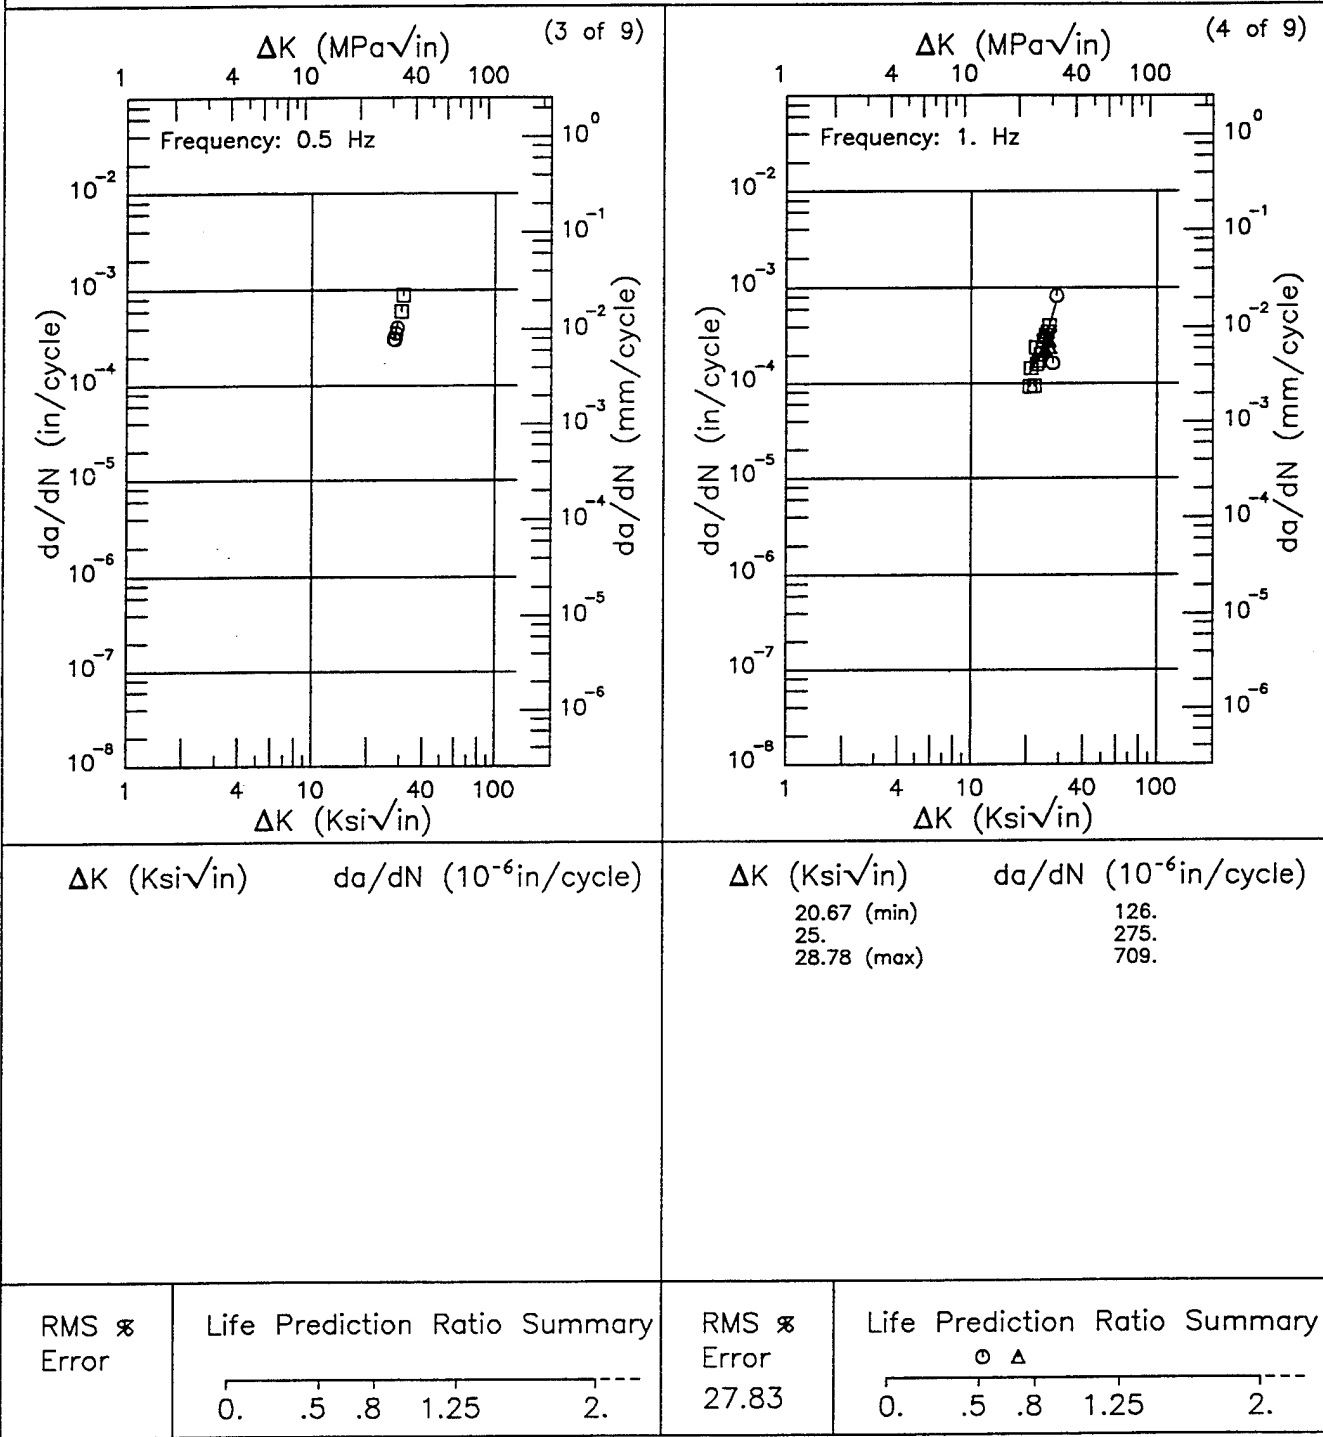 (3 of 9)
ΔK (MPa√in)
1 4 10 40 100
Frequency: 0.5 Hz
10⁰
10⁻²
10⁻¹
10⁻³
10⁻²
10⁻⁴
10⁻³
10⁻⁵
10⁻⁴
10⁻⁶
10⁻⁵
10⁻⁷
10⁻⁶
10⁻⁸
da/dN (in/cycle)
da/dN (mm/cycle)
1 4 10 40 100
ΔK (Ksi√in)
ΔK (Ksi√in) da/dN (10⁻⁶in/cycle)
RMS %
Error
Life Prediction Ratio Summary
0. .5 .8 1.25 2.
(4 of 9)
ΔK (MPa√in)
1 4 10 40 100
Frequency: 1. Hz
10⁰
10⁻²
10⁻¹
10⁻³
10⁻²
10⁻⁴
10⁻³
10⁻⁵
10⁻⁴
10⁻⁶
10⁻⁵
10⁻⁷
10⁻⁶
10⁻⁸
da/dN (in/cycle)
da/dN (mm/cycle)
1 4 10 40 100
ΔK (Ksi√in)
ΔK (Ksi√in) da/dN (10⁻⁶in/cycle)
20.67 (min) 126.
25. 275.
28.78 (max) 709.
RMS %
Error
27.83
Life Prediction Ratio Summary
0. .5 .8 1.25 2.